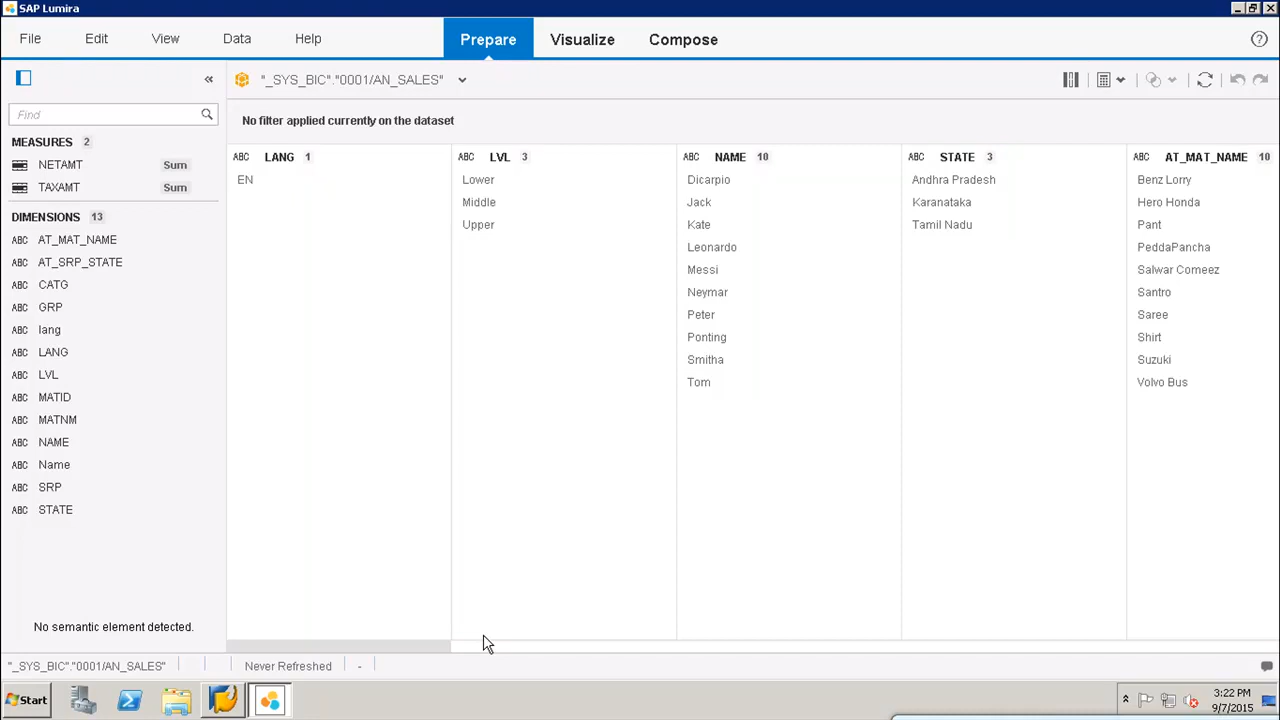 SAP Lumira
File Edit View Data Help Prepare Visualize Compose
"_SYS_BIC"."0001/AN_SALES"
Find
No filter applied currently on the dataset
MEASURES 2
NETAMT Sum
TAXAMT Sum
DIMENSIONS 13
ABC AT_MAT_NAME
ABC AT_SRP_STATE
ABC CATG
ABC GRP
ABC lang
ABC LANG
ABC LVL
ABC MATID
ABC MATNM
ABC NAME
ABC Name
ABC SRP
ABC STATE
No semantic element detected.
ABC LANG 1
EN
ABC LVL 3
Lower
Middle
Upper
ABC NAME 10
Dicarpio
Jack
Kate
Leonardo
Messi
Neymar
Peter
Ponting
Smitha
Tom
ABC STATE 3
Andhra Pradesh
Karanataka
Tamil Nadu
ABC AT_MAT_NAME 10
Benz Lorry
Hero Honda
Pant
PeddaPancha
Salwar Comeez
Santro
Saree
Shirt
Suzuki
Volvo Bus
"_SYS_BIC"."0001/AN_SALES" Never Refreshed -
Start
3:22 PM
9/7/2015